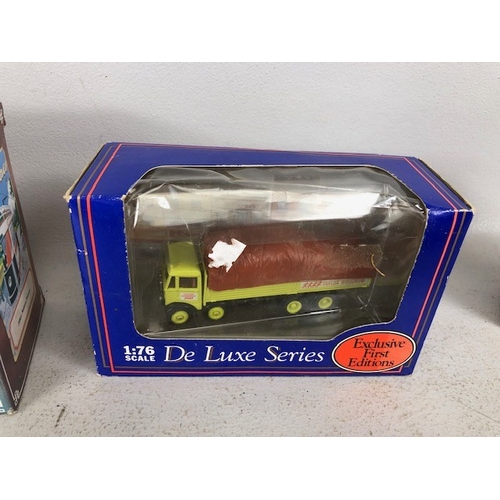 1:76
SCALE
De Luxe Series
Exclusive
First
Editions